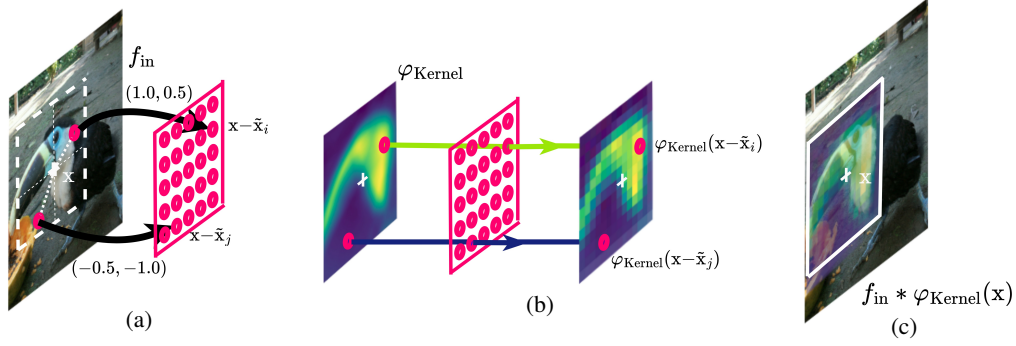 f_in
(1.0, 0.5)
x−x̃_i
x
x−x̃_j
(−0.5, −1.0)
(a)
φ_Kernel
φ_Kernel(x−x̃_i)
φ_Kernel(x−x̃_j)
(b)
x
f_in ∗ φ_Kernel(x)
(c)